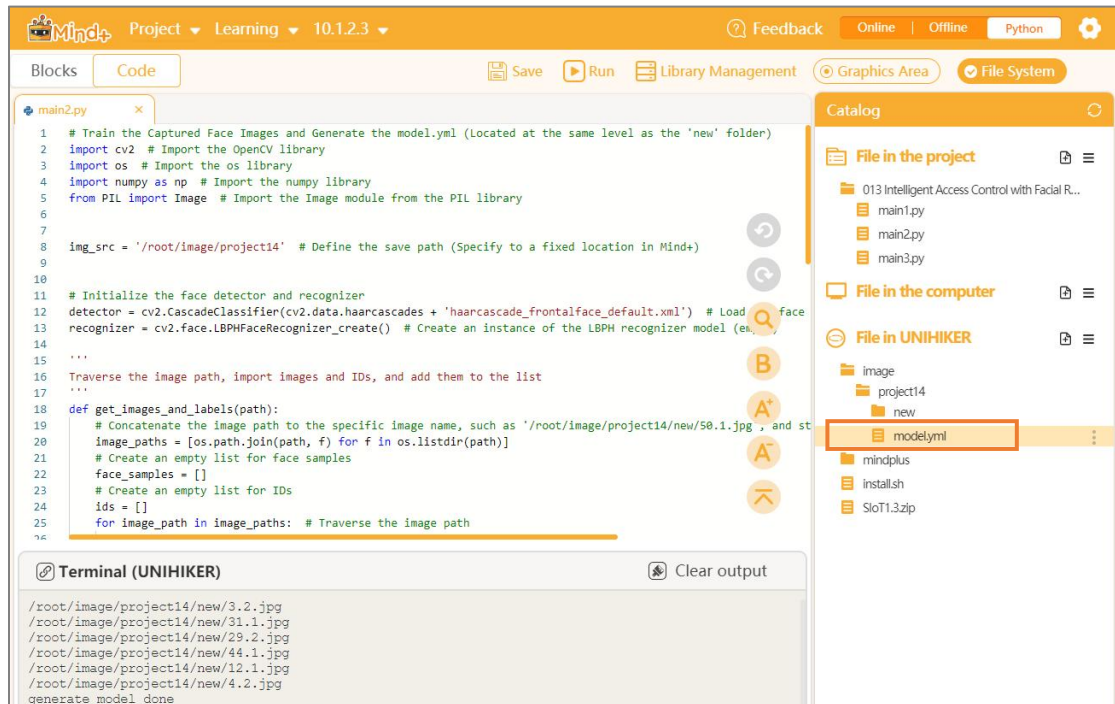 Mind+ Project Learning 10.1.2.3 Feedback Online | Offline Python
Blocks Code Save Run Library Management Graphics Area File System
main2.py ×
1 # Train the Captured Face Images and Generate the model.yml (Located at the same level as the 'new' folder)
2 import cv2 # Import the OpenCV library
3 import os # Import the os library
4 import numpy as np # Import the numpy library
5 from PIL import Image # Import the Image module from the PIL library
6
7
8 img_src = '/root/image/project14' # Define the save path (Specify to a fixed location in Mind+)
9
10
11 # Initialize the face detector and recognizer
12 detector = cv2.CascadeClassifier(cv2.data.haarcascades + 'haarcascade_frontalface_default.xml') # Load face
13 recognizer = cv2.face.LBPHFaceRecognizer_create() # Create an instance of the LBPH recognizer model
14
15 '''
16 Traverse the image path, import images and IDs, and add them to the list
17 '''
18 def get_images_and_labels(path):
19 # Concatenate the image path to the specific image name, such as '/root/image/project14/new/50.1.jpg , and st
20 image_paths = [os.path.join(path, f) for f in os.listdir(path)]
21 # Create an empty list for face samples
22 face_samples = []
23 # Create an empty list for IDs
24 ids = []
25 for image_path in image_paths: # Traverse the image path
26
B
A+
A-
Terminal (UNIHIKER) Clear output
/root/image/project14/new/3.2.jpg
/root/image/project14/new/31.1.jpg
/root/image/project14/new/29.2.jpg
/root/image/project14/new/44.1.jpg
/root/image/project14/new/12.1.jpg
/root/image/project14/new/4.2.jpg
generate model done
Catalog
File in the project
013 Intelligent Access Control with Facial R...
main1.py
main2.py
main3.py
File in the computer
File in UNIHIKER
image
project14
new
model.yml
mindplus
install.sh
SIoT1.3.zip